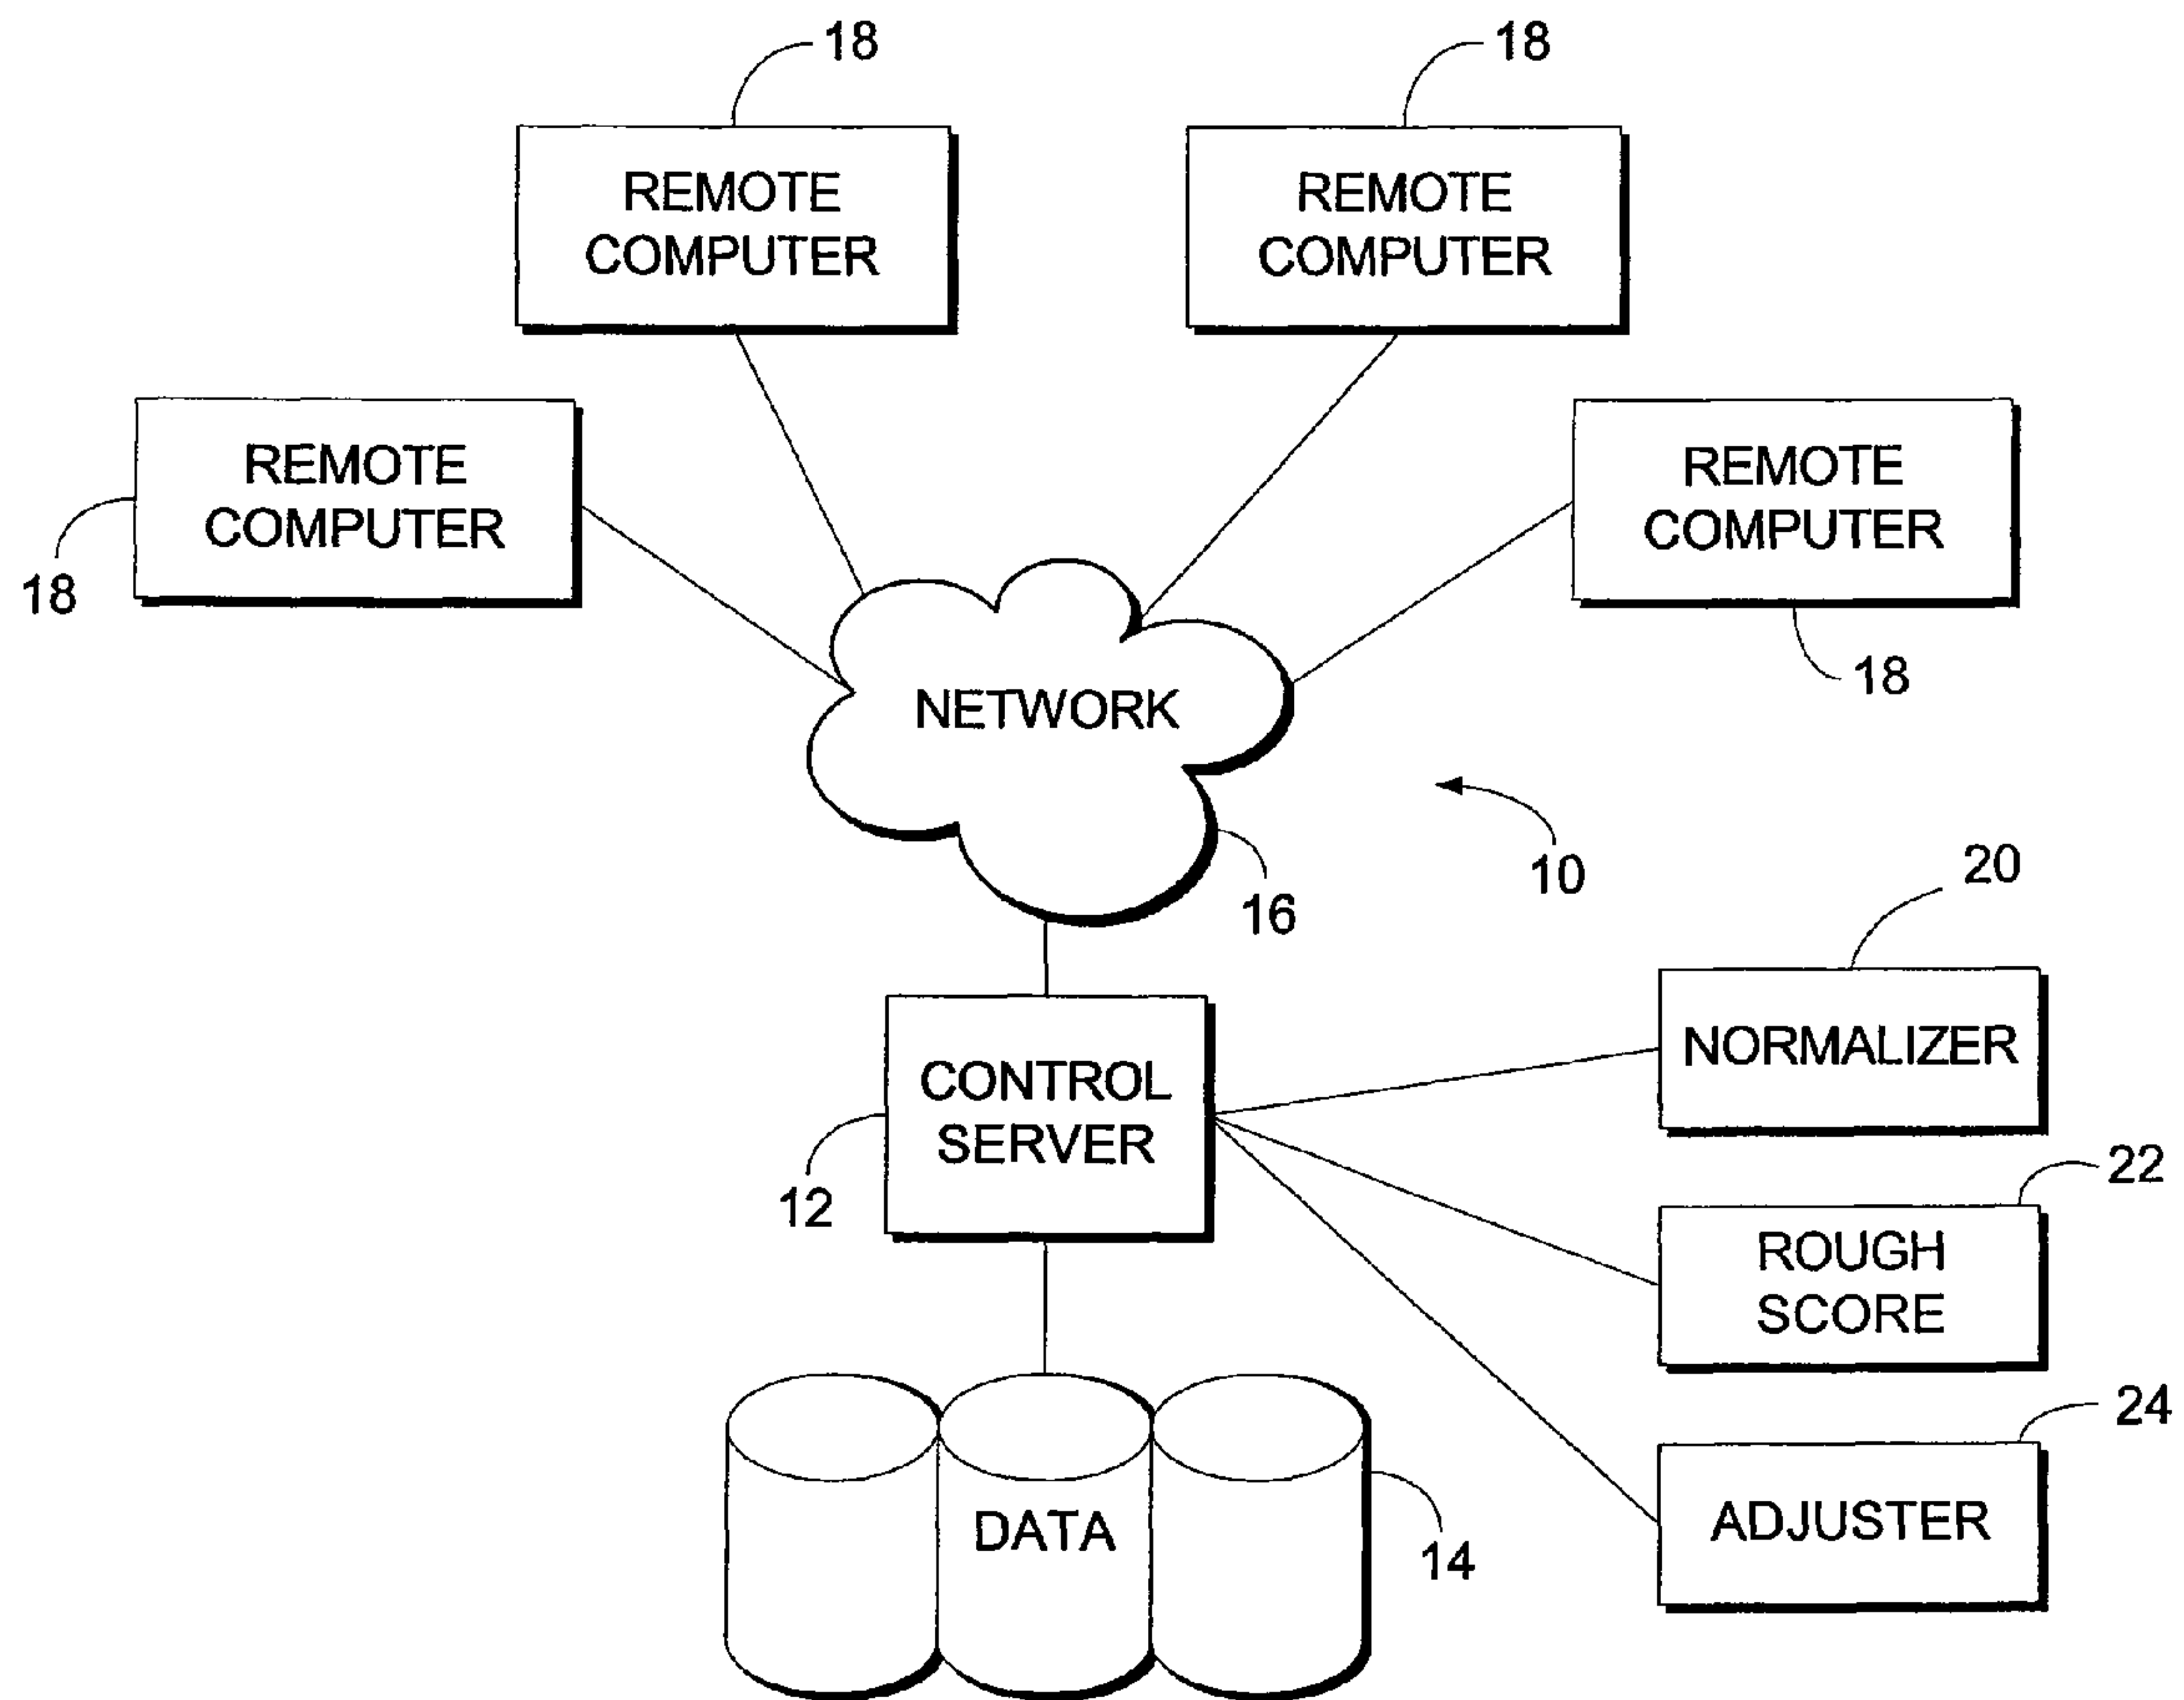 18
18
REMOTE
COMPUTER
REMOTE
COMPUTER
REMOTE
COMPUTER
REMOTE
COMPUTER
18
18
NETWORK
10
16
20
NORMALIZER
CONTROL
SERVER
12
22
ROUGH
SCORE
24
ADJUSTER
DATA
14